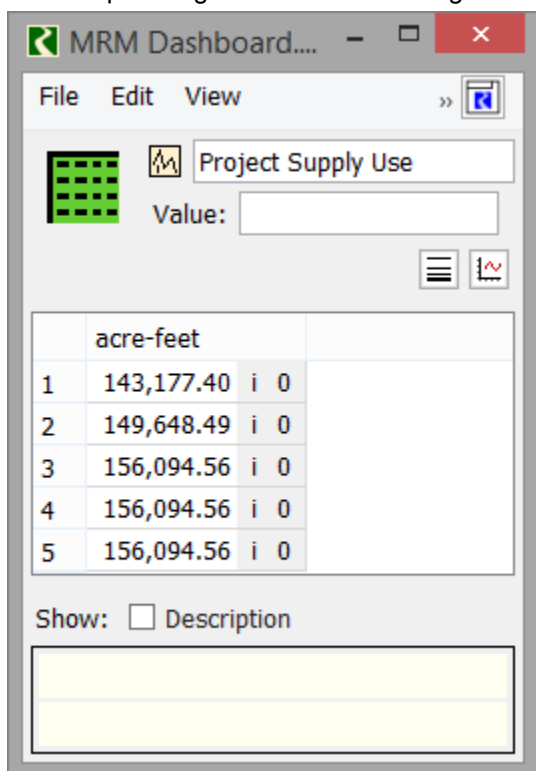 MRM Dashboard....
File Edit View »
Project Supply Use
Value:
acre-feet
1 143,177.40 i 0
2 149,648.49 i 0
3 156,094.56 i 0
4 156,094.56 i 0
5 156,094.56 i 0
Show: Description